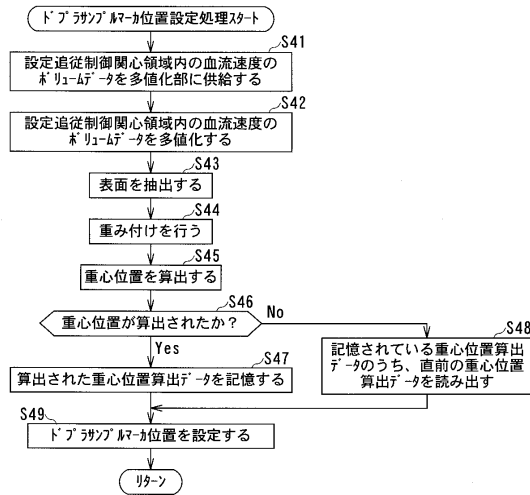 ドプラサンプルマーカ位置設定処理スタート
S41
設定追従制御関心領域内の血流速度の
ボリュームデータを多値化部に供給する
S42
設定追従制御関心領域内の血流速度の
ボリュームデータを多値化する
S43
表面を抽出する
S44
重み付けを行う
S45
重心位置を算出する
S46
重心位置が算出されたか？
No
Yes
S47
算出された重心位置算出データを記憶する
S48
記憶されている重心位置算出
データのうち、直前の重心位置
算出データを読み出す
S49
ドプラサンプルマーカ位置を設定する
リターン